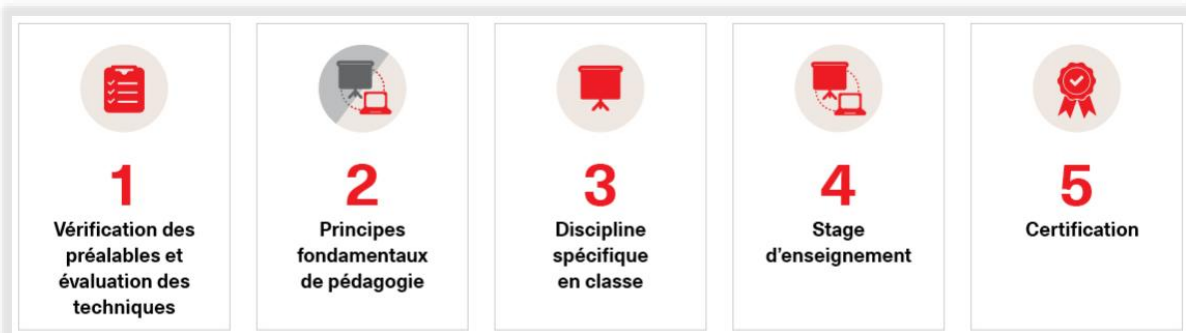 1
Vérification des
préalables et
évaluation des
techniques
2
Principes
fondamentaux
de pédagogie
3
Discipline
spécifique
en classe
4
Stage
d'enseignement
5
Certification